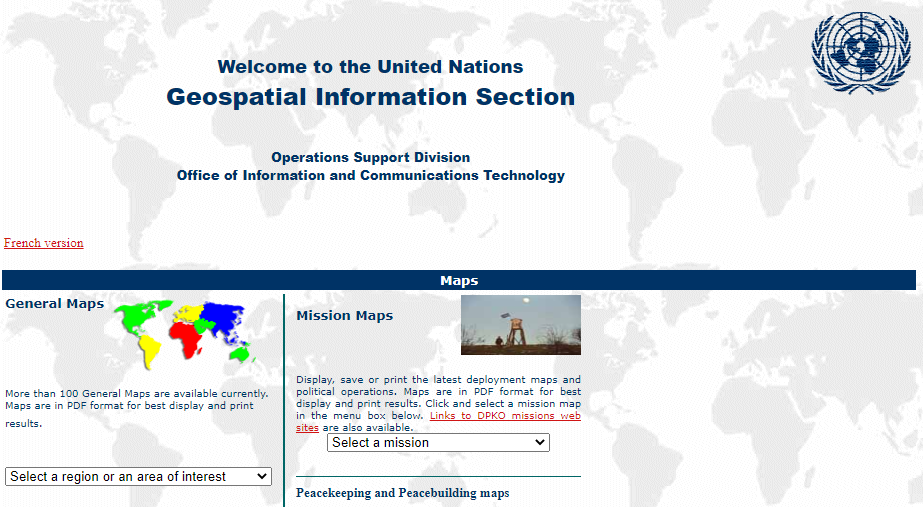 Welcome to the United Nations
Geospatial Information Section
Operations Support Division
Office of Information and Communications Technology
French version
Maps
General Maps
More than 100 General Maps are available currently.
Maps are in PDF format for best display and print
results.
Select a region or an area of interest
Mission Maps
Display, save or print the latest deployment maps and
political operations. Maps are in PDF format for best
display and print results. Click and select a mission map
in the menu box below. Links to DPKO missions web
sites are also available.
Select a mission
Peacekeeping and Peacebuilding maps